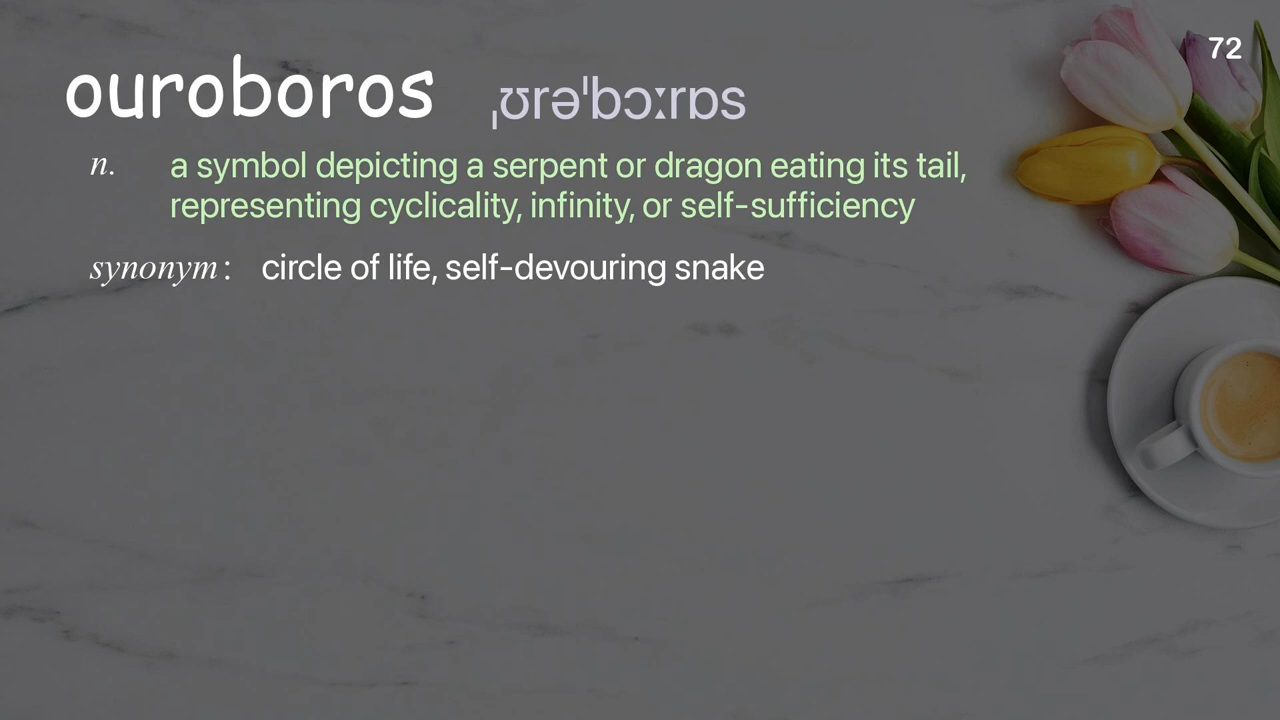 72
ouroboros ˌʊrəˈbɔːrɒs
n. a symbol depicting a serpent or dragon eating its tail,
representing cyclicality, infinity, or self-sufficiency
synonym: circle of life, self-devouring snake